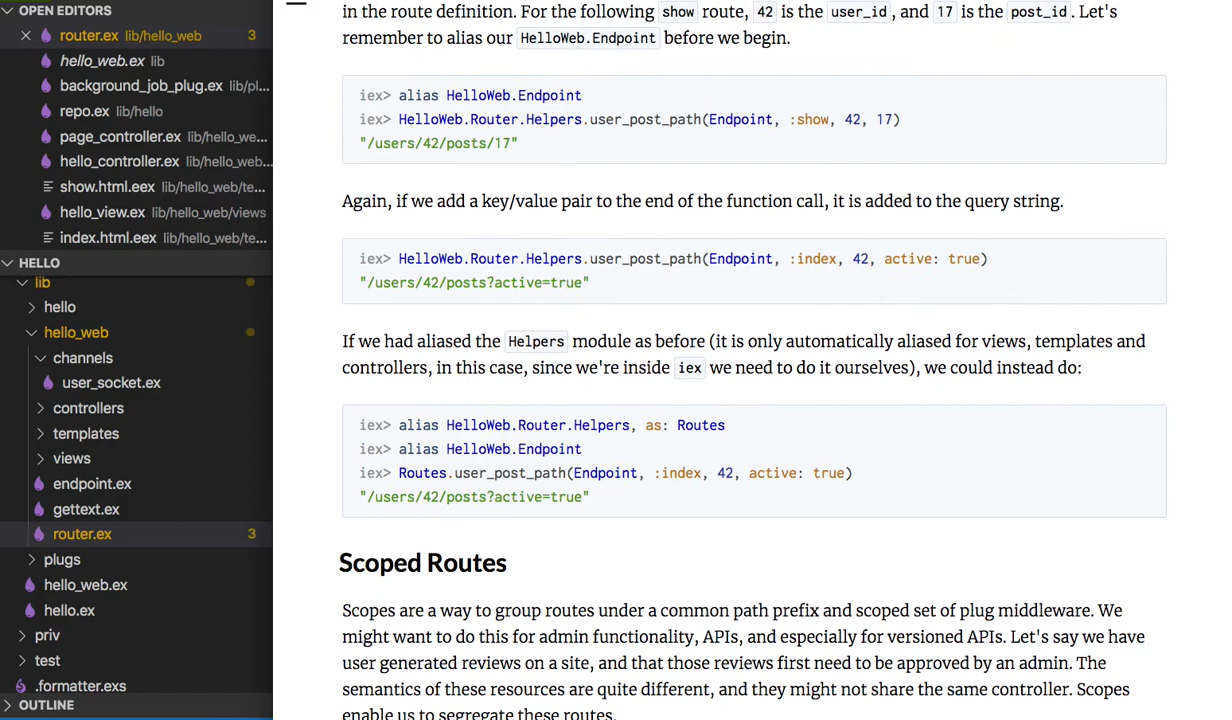 OPEN EDITORS
router.ex lib/hello_web 3
hello_web.ex lib
background_job_plug.ex lib/pl...
repo.ex lib/hello
page_controller.ex lib/hello_we...
hello_controller.ex lib/hello_web...
show.html.eex lib/hello_web/te...
hello_view.ex lib/hello_web/views
index.html.eex lib/hello_web/te...
HELLO
lib
hello
hello_web
channels
user_socket.ex
controllers
templates
views
endpoint.ex
gettext.ex
router.ex 3
plugs
hello_web.ex
hello.ex
priv
test
.formatter.exs
OUTLINE
in the route definition. For the following show route, 42 is the user_id, and 17 is the post_id. Let's
remember to alias our HelloWeb.Endpoint before we begin.
iex> alias HelloWeb.Endpoint
iex> HelloWeb.Router.Helpers.user_post_path(Endpoint, :show, 42, 17)
"/users/42/posts/17"
Again, if we add a key/value pair to the end of the function call, it is added to the query string.
iex> HelloWeb.Router.Helpers.user_post_path(Endpoint, :index, 42, active: true)
"/users/42/posts?active=true"
If we had aliased the Helpers module as before (it is only automatically aliased for views, templates and
controllers, in this case, since we're inside iex we need to do it ourselves), we could instead do:
iex> alias HelloWeb.Router.Helpers, as: Routes
iex> alias HelloWeb.Endpoint
iex> Routes.user_post_path(Endpoint, :index, 42, active: true)
"/users/42/posts?active=true"
Scoped Routes
Scopes are a way to group routes under a common path prefix and scoped set of plug middleware. We
might want to do this for admin functionality, APIs, and especially for versioned APIs. Let's say we have
user generated reviews on a site, and that those reviews first need to be approved by an admin. The
semantics of these resources are quite different, and they might not share the same controller. Scopes
enable us to segregate these routes.